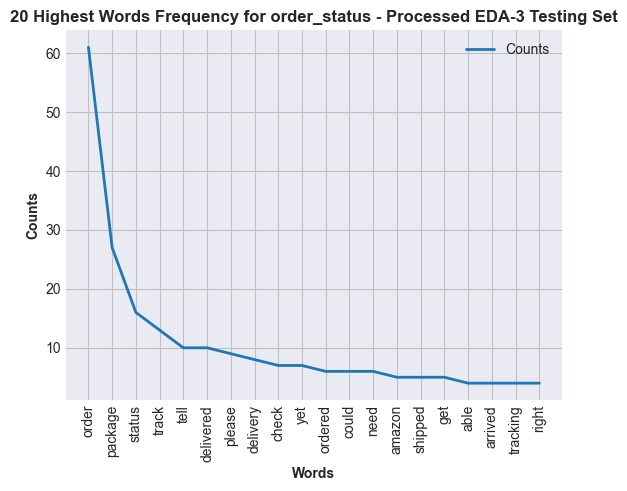 20 Highest Words Frequency for order_status - Processed EDA-3 Testing Set
Counts
60
50
40
30
20
10
Counts
order
package
status
track
tell
delivered
please
delivery
check
yet
ordered
could
need
amazon
shipped
get
able
arrived
tracking
right
Words